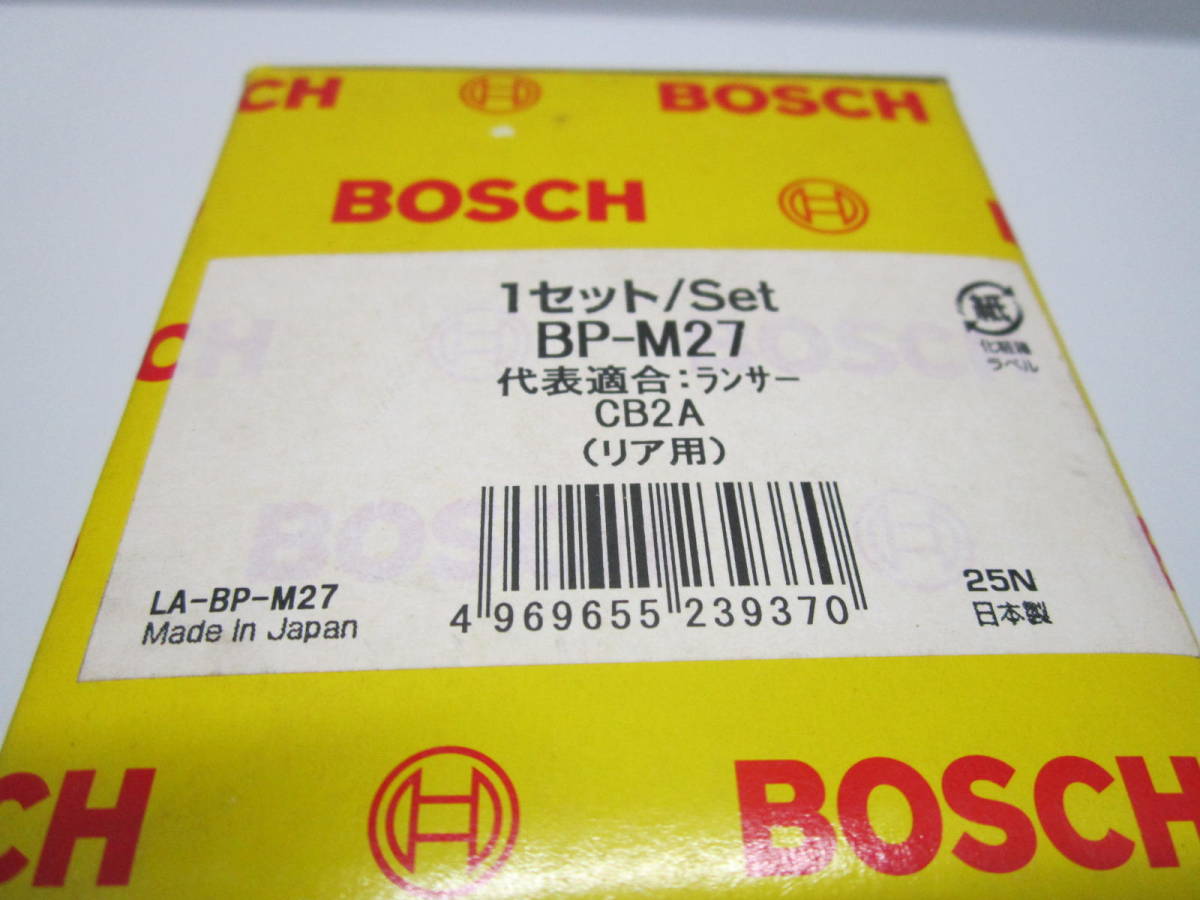 CH BOSCH
BOSCH
1セット/Set
BP-M27
代表適合:ランサー
CB2A
(リア用)
紙
化粧箱
ラベル
BOSCH
LA-BP-M27
Made in Japan
4 969655 239370
25N
日本製
CH BOSCH